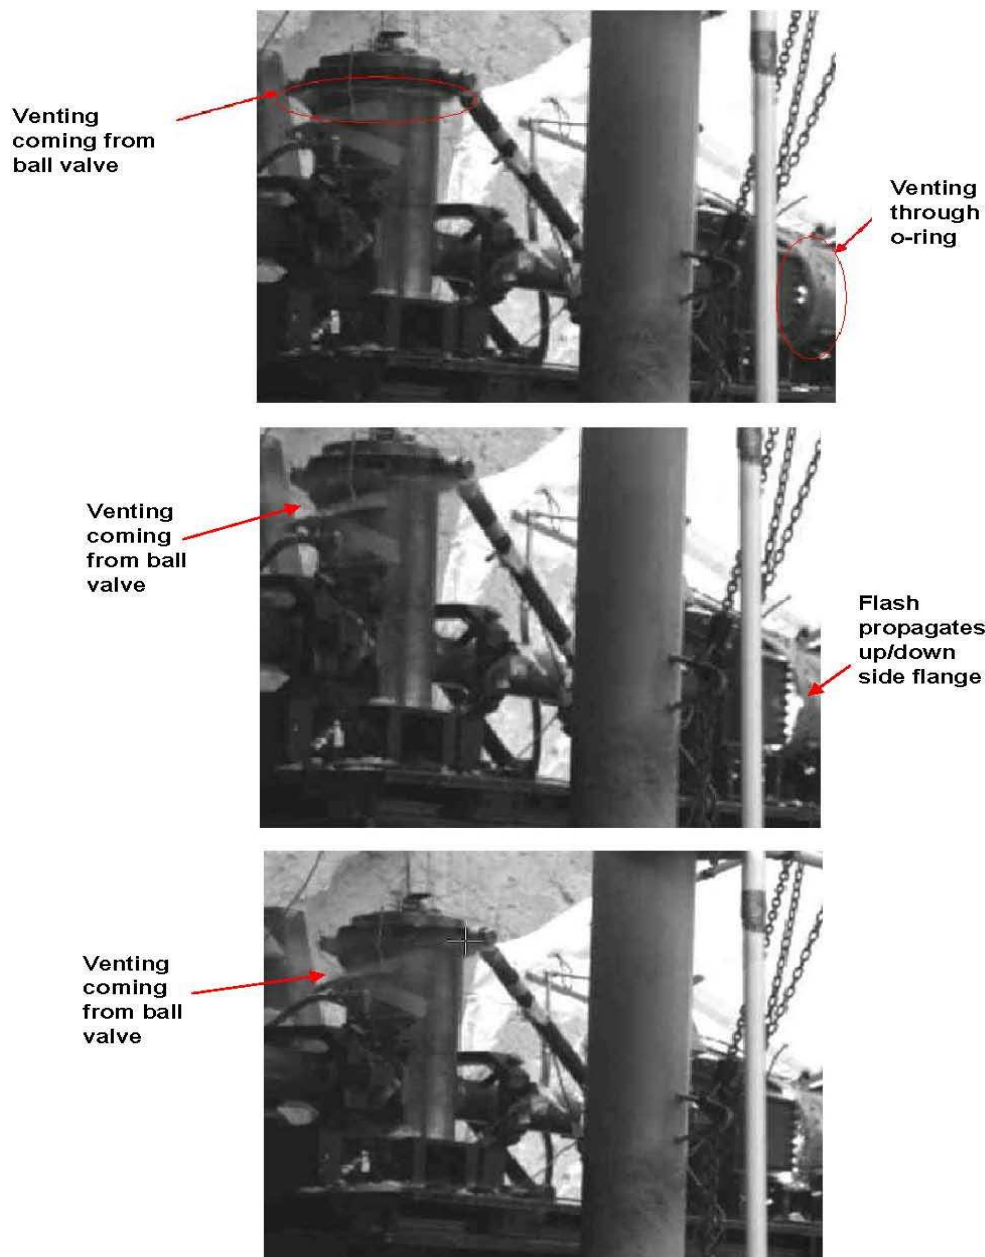 Venting
coming from
ball valve
Venting
through
o-ring
Venting
coming
from ball
valve
Flash
propagates
up/down
side flange
Venting
coming
from ball
valve